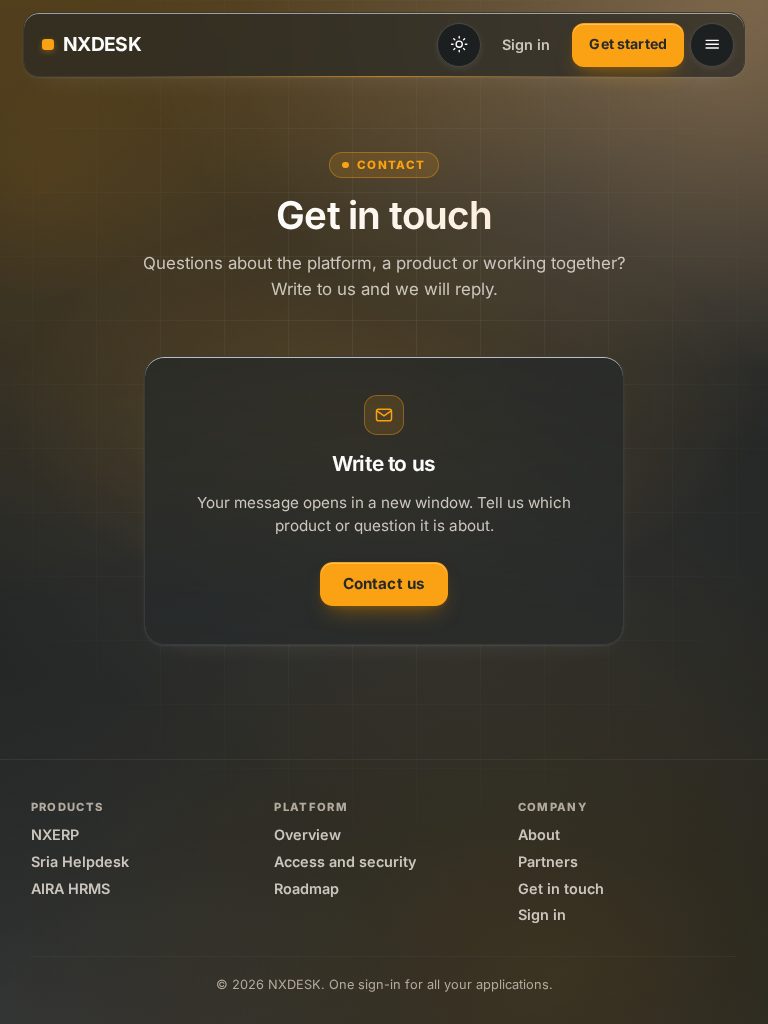 NXDESK
Sign in
Get started
CONTACT
Get in touch
Questions about the platform, a product or working together?
Write to us and we will reply.
Write to us
Your message opens in a new window. Tell us which
product or question it is about.
Contact us
PRODUCTS
NXERP
Sria Helpdesk
AIRA HRMS
PLATFORM
Overview
Access and security
Roadmap
COMPANY
About
Partners
Get in touch
Sign in
© 2026 NXDESK. One sign-in for all your applications.